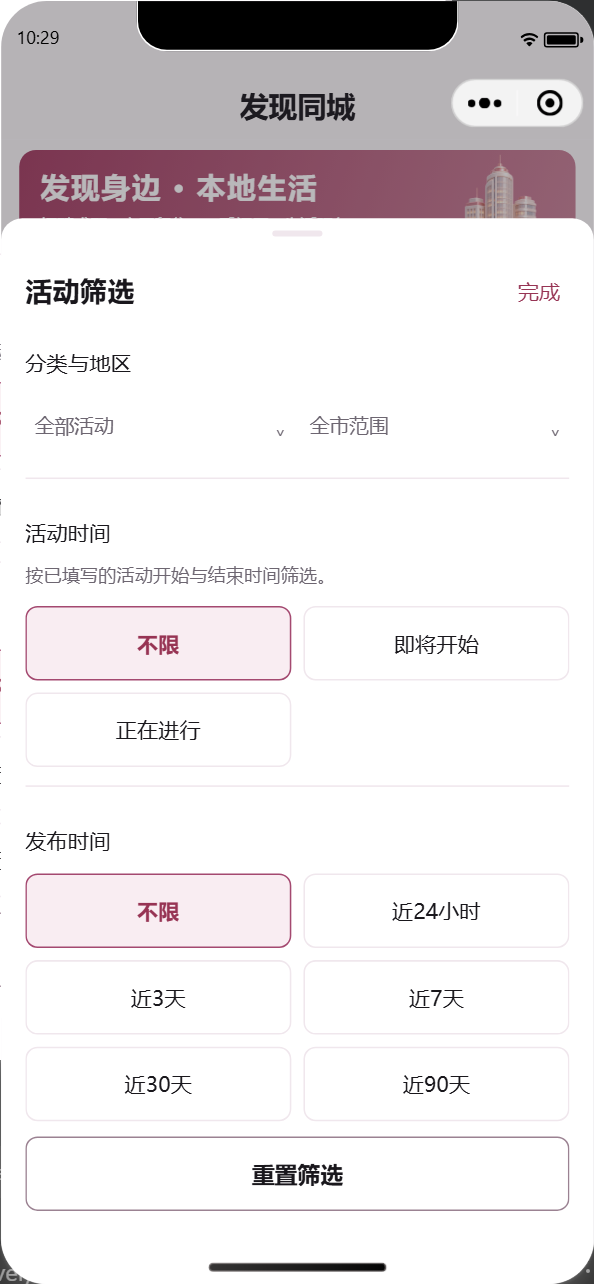 10:29
发现同城
发现身边·本地生活
活动筛选
完成
分类与地区
全部活动
全市范围
活动时间
按已填写的活动开始与结束时间筛选。
不限
即将开始
正在进行
发布时间
不限
近24小时
近3天
近7天
近30天
近90天
重置筛选